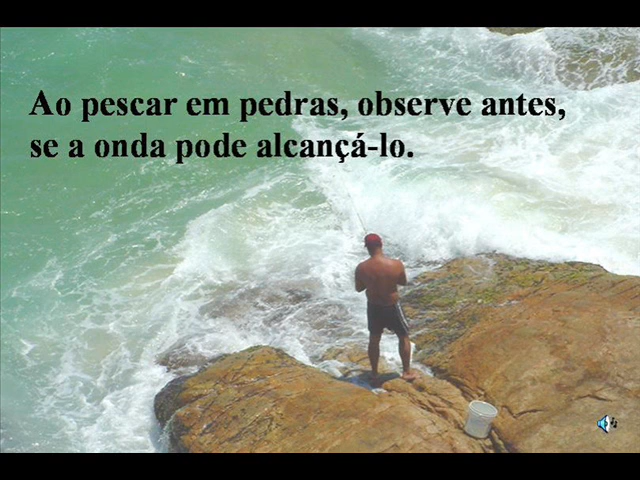 Ao pescar em pedras, observe antes,
se a onda pode alcançá-lo.